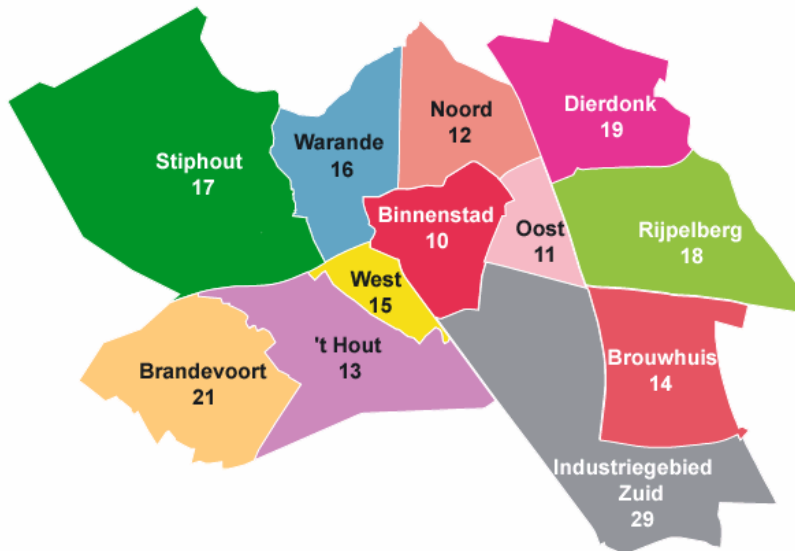 Noord
12
Dierdonk
19
Warande
16
Stiphout
17
Binnenstad
10
Oost
11
Rijpelberg
18
West
15
't Hout
13
Brandevoort
21
Brouwhuis
14
Industriegebied
Zuid
29